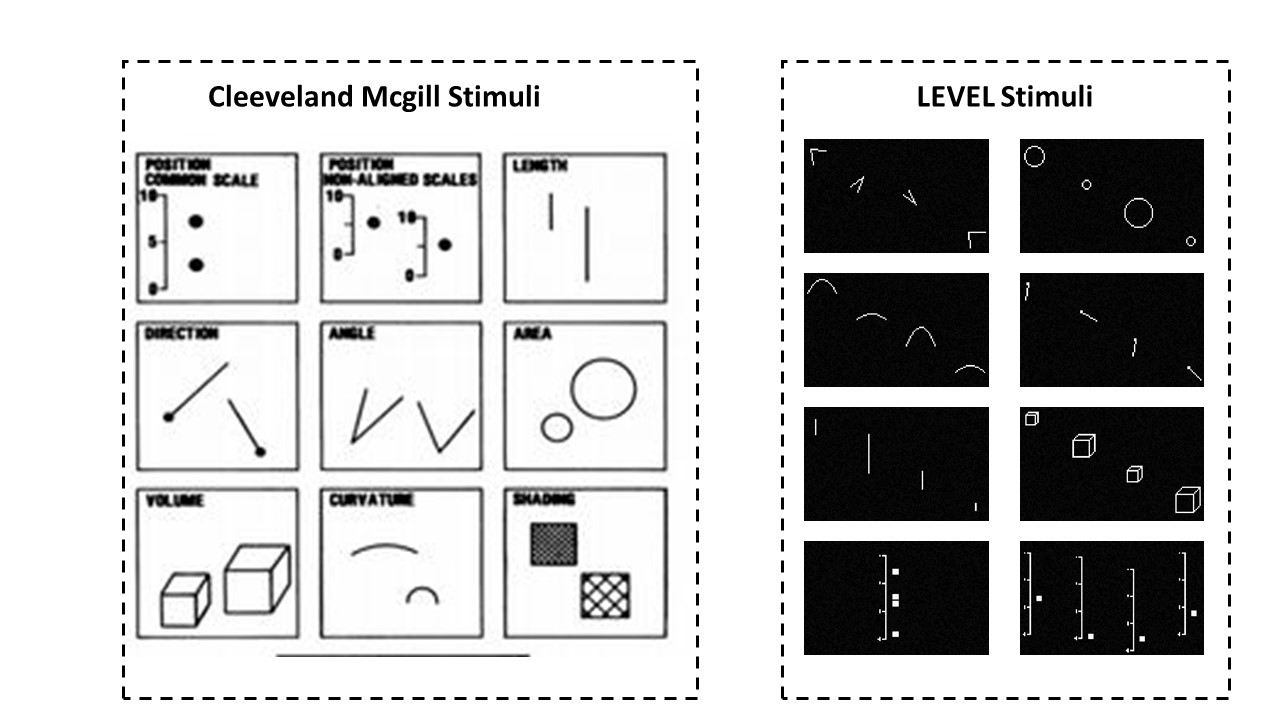 Cleeveland Mcgill Stimuli
LEVEL Stimuli
POSITION
COMMON SCALE
10
5
0
POSITION
NON-ALIGNED SCALES
10
0
10
0
LENGTH
DIRECTION
ANGLE
AREA
VOLUME
CURVATURE
SHADING